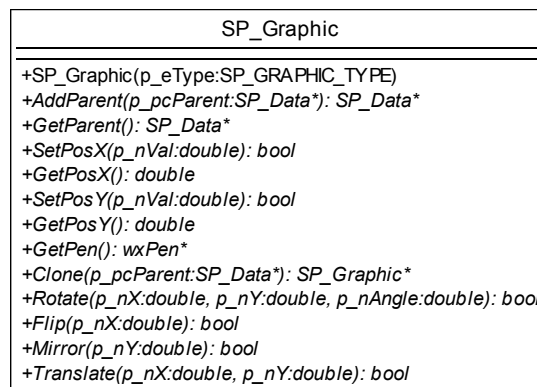 SP_Graphic
+SP_Graphic(p_eType:SP_GRAPHIC_TYPE)
+AddParent(p_pcParent:SP_Data*): SP_Data*
+GetParent(): SP_Data*
+SetPosX(p_nVal:double): bool
+GetPosX(): double
+SetPosY(p_nVal:double): bool
+GetPosY(): double
+GetPen(): wxPen*
+Clone(p_pcParent:SP_Data*): SP_Graphic*
+Rotate(p_nX:double, p_nY:double, p_nAngle:double): bool
+Flip(p_nX:double): bool
+Mirror(p_nY:double): bool
+Translate(p_nX:double, p_nY:double): bool